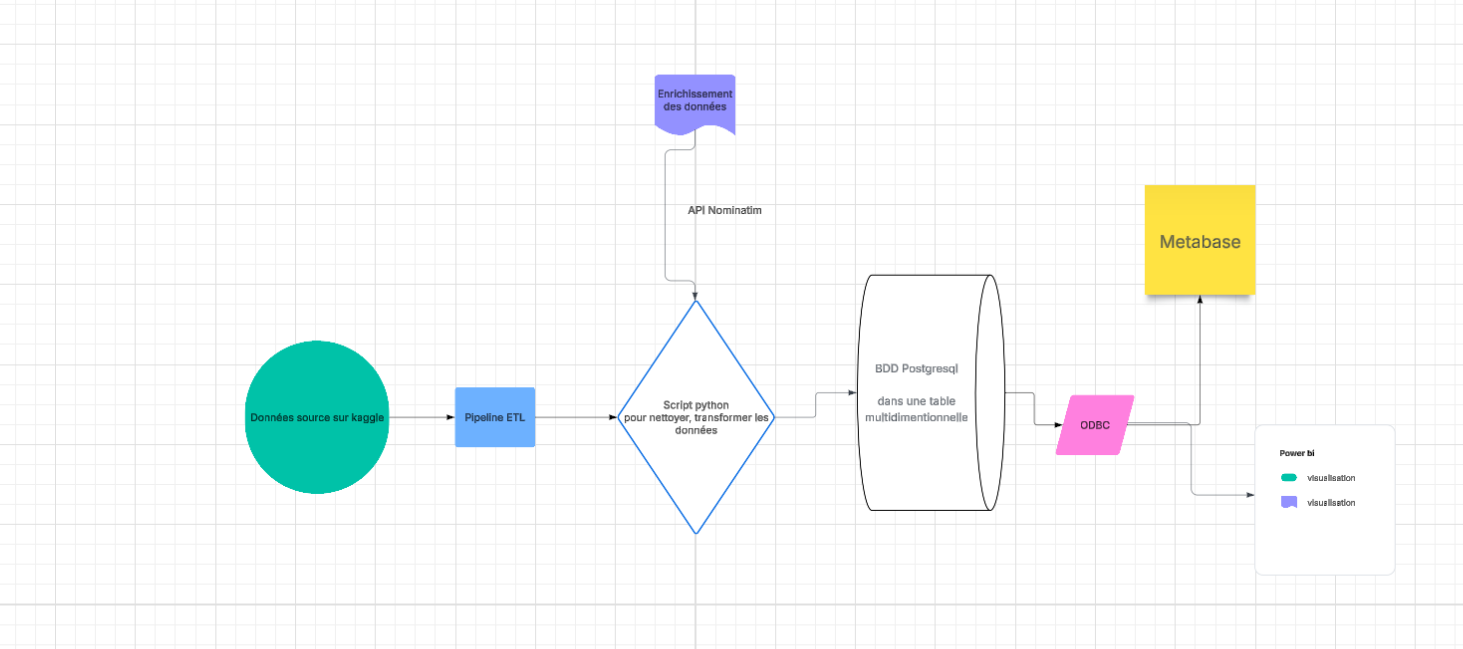 Enrichissement
des données
API Nominatim
Metabase
Données source sur kaggle
Pipeline ETL
Script python
pour nettoyer, transformer les
données
BDD Postgresql
dans une table
multidimentionnelle
ODBC
Power bi
visualisation
visualisation